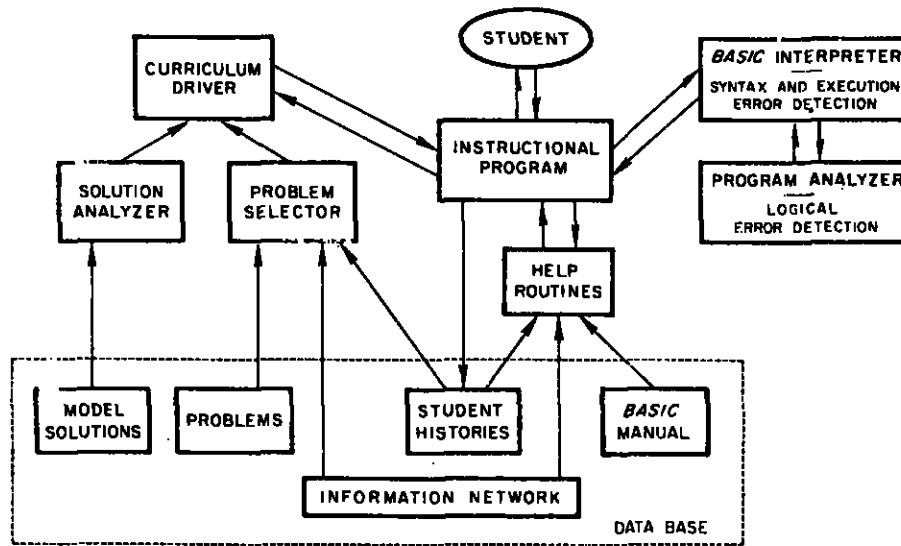 STUDENT
CURRICULUM
DRIVER
BASIC INTERPRETER
SYNTAX AND EXECUTION
ERROR DETECTION
INSTRUCTIONAL
PROGRAM
SOLUTION
ANALYZER
PROBLEM
SELECTOR
PROGRAM ANALYZER
LOGICAL
ERROR DETECTION
HELP
ROUTINES
MODEL
SOLUTIONS
PROBLEMS
STUDENT
HISTORIES
BASIC
MANUAL
INFORMATION NETWORK
DATA BASE